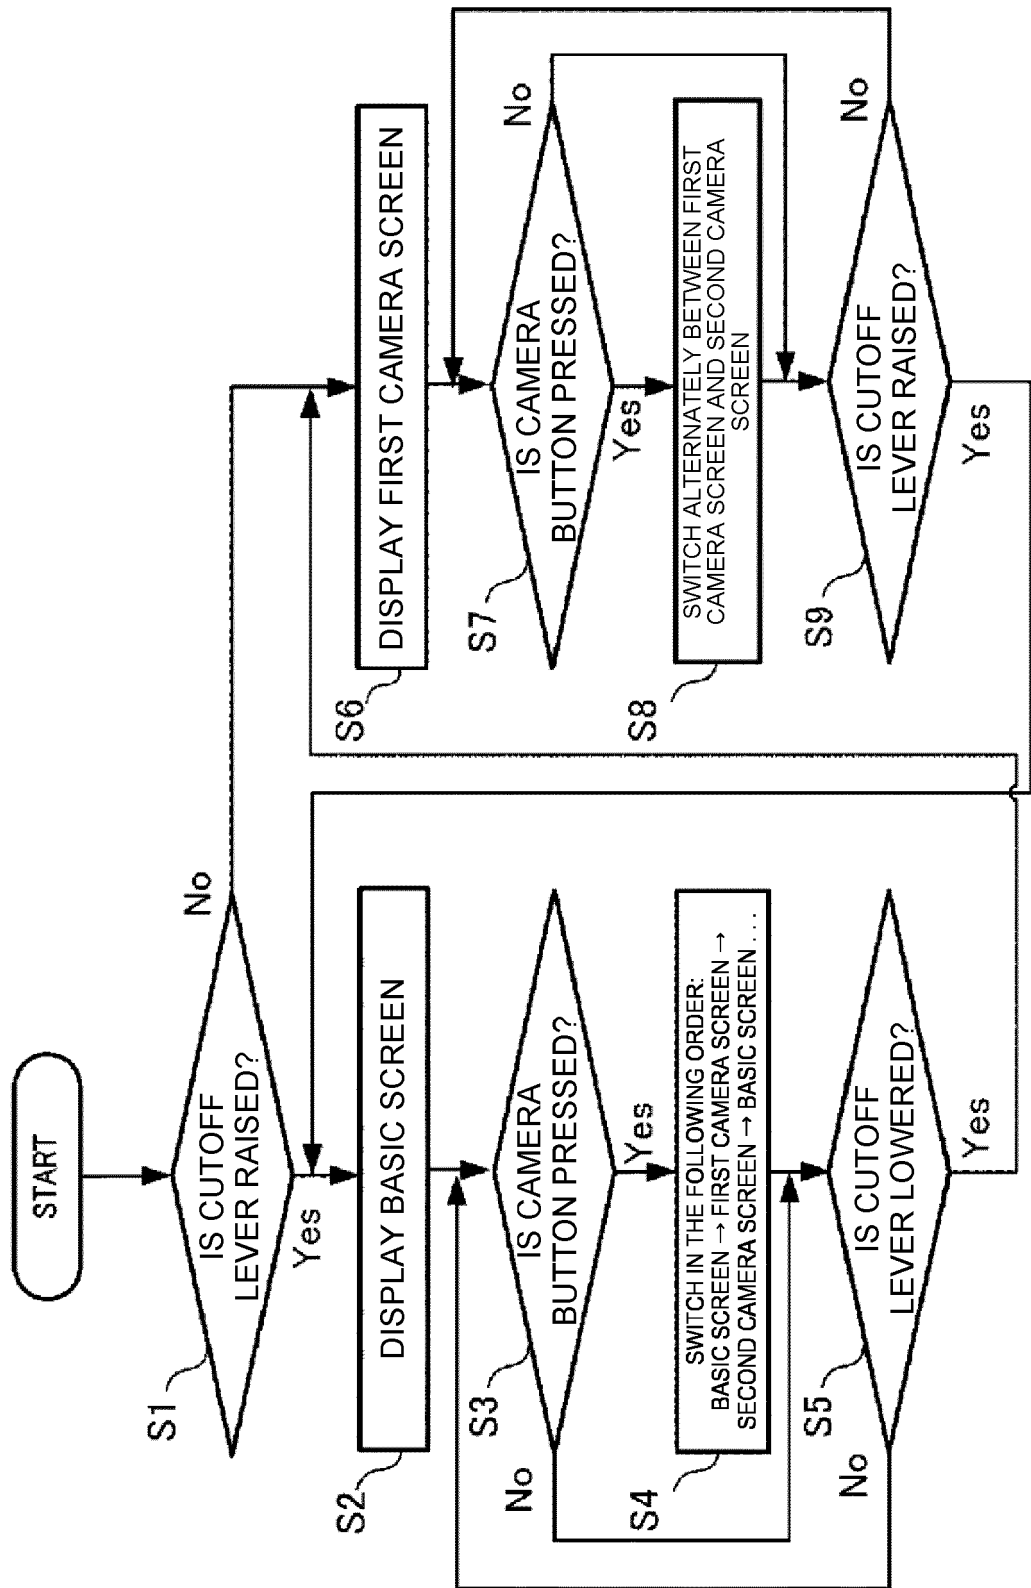 START
S1
IS CUTOFF
LEVER RAISED?
No
Yes
S2
DISPLAY BASIC SCREEN
S3
IS CAMERA
BUTTON PRESSED?
No
Yes
S4
SWITCH IN THE FOLLOWING ORDER:
BASIC SCREEN → FIRST CAMERA SCREEN →
SECOND CAMERA SCREEN → BASIC SCREEN...
S5
IS CUTOFF
LEVER LOWERED?
No
Yes
S6
DISPLAY FIRST CAMERA SCREEN
S7
IS CAMERA
BUTTON PRESSED?
No
Yes
S8
SWITCH ALTERNATELY BETWEEN FIRST
CAMERA SCREEN AND SECOND CAMERA
SCREEN
S9
IS CUTOFF
LEVER RAISED?
No
Yes